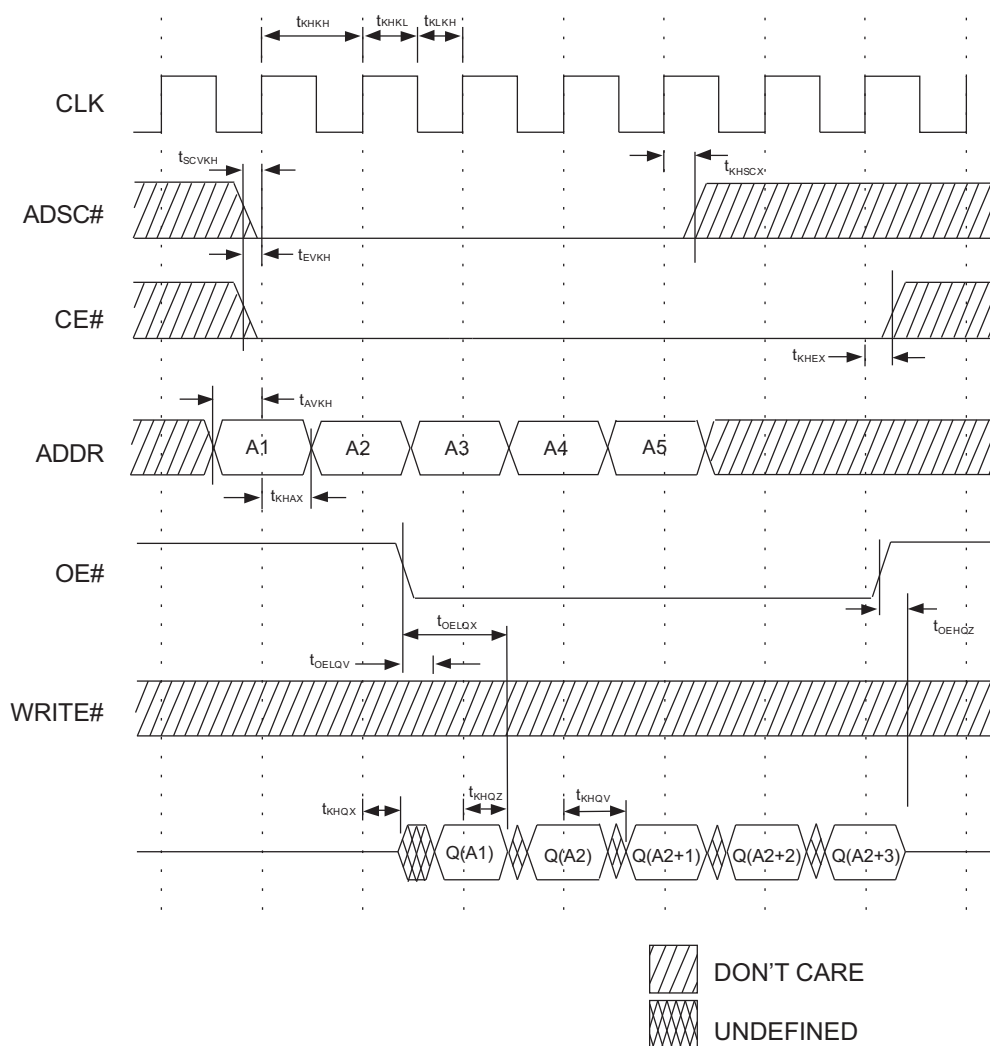 tKHKH tKHKL tKLKH
CLK
tSCVKH
tKHSCX
ADSC#
tEVKH
CE#
tKHEX
tAVKH
ADDR A1 A2 A3 A4 A5
tKHAX
OE#
tOELQX
tOEHQZ
tOELQV
WRITE#
tKHQX tKHQZ tKHQV
Q(A1) Q(A2) Q(A2+1) Q(A2+2) Q(A2+3)
DON'T CARE
UNDEFINED